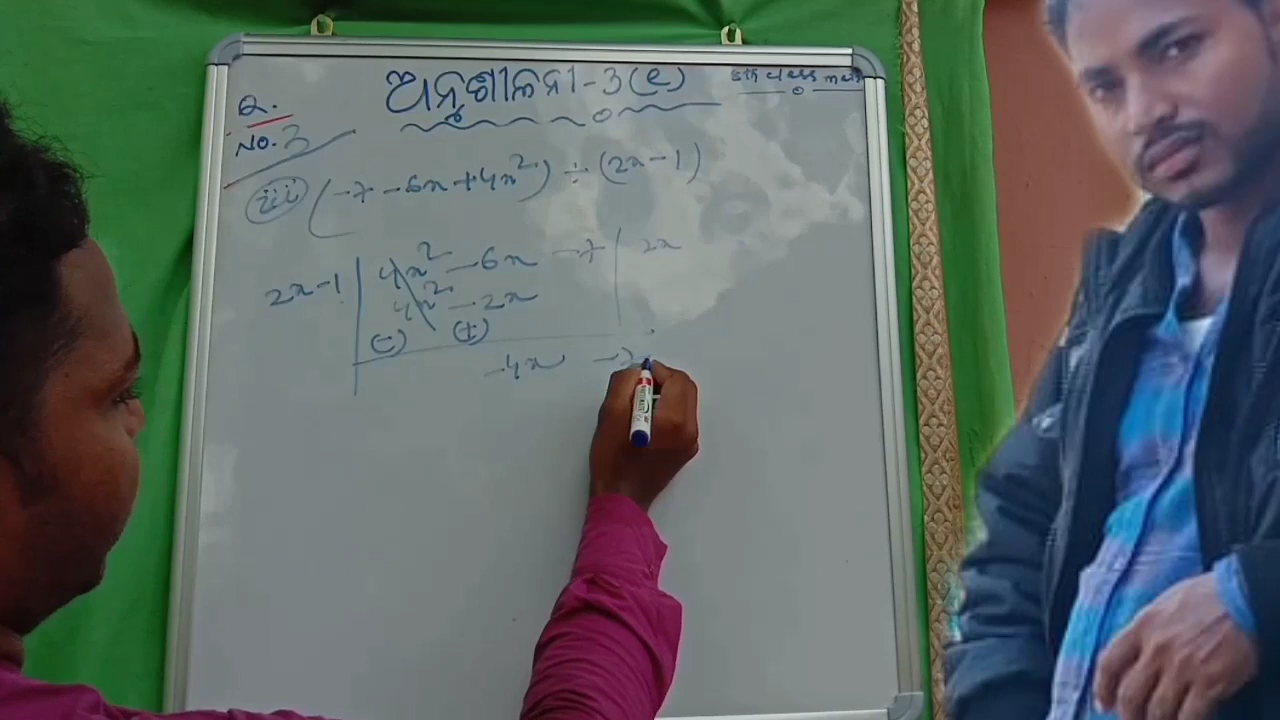 ଅନୁଶୀଳନୀ-3(e) 8th class math
Q.
No. 3
iii (-7 -6x +4x²) ÷ (2x-1)
2x-1 | 4x² -6x -7 | 2x
4x² -2x
(-) (+)
-4x -7